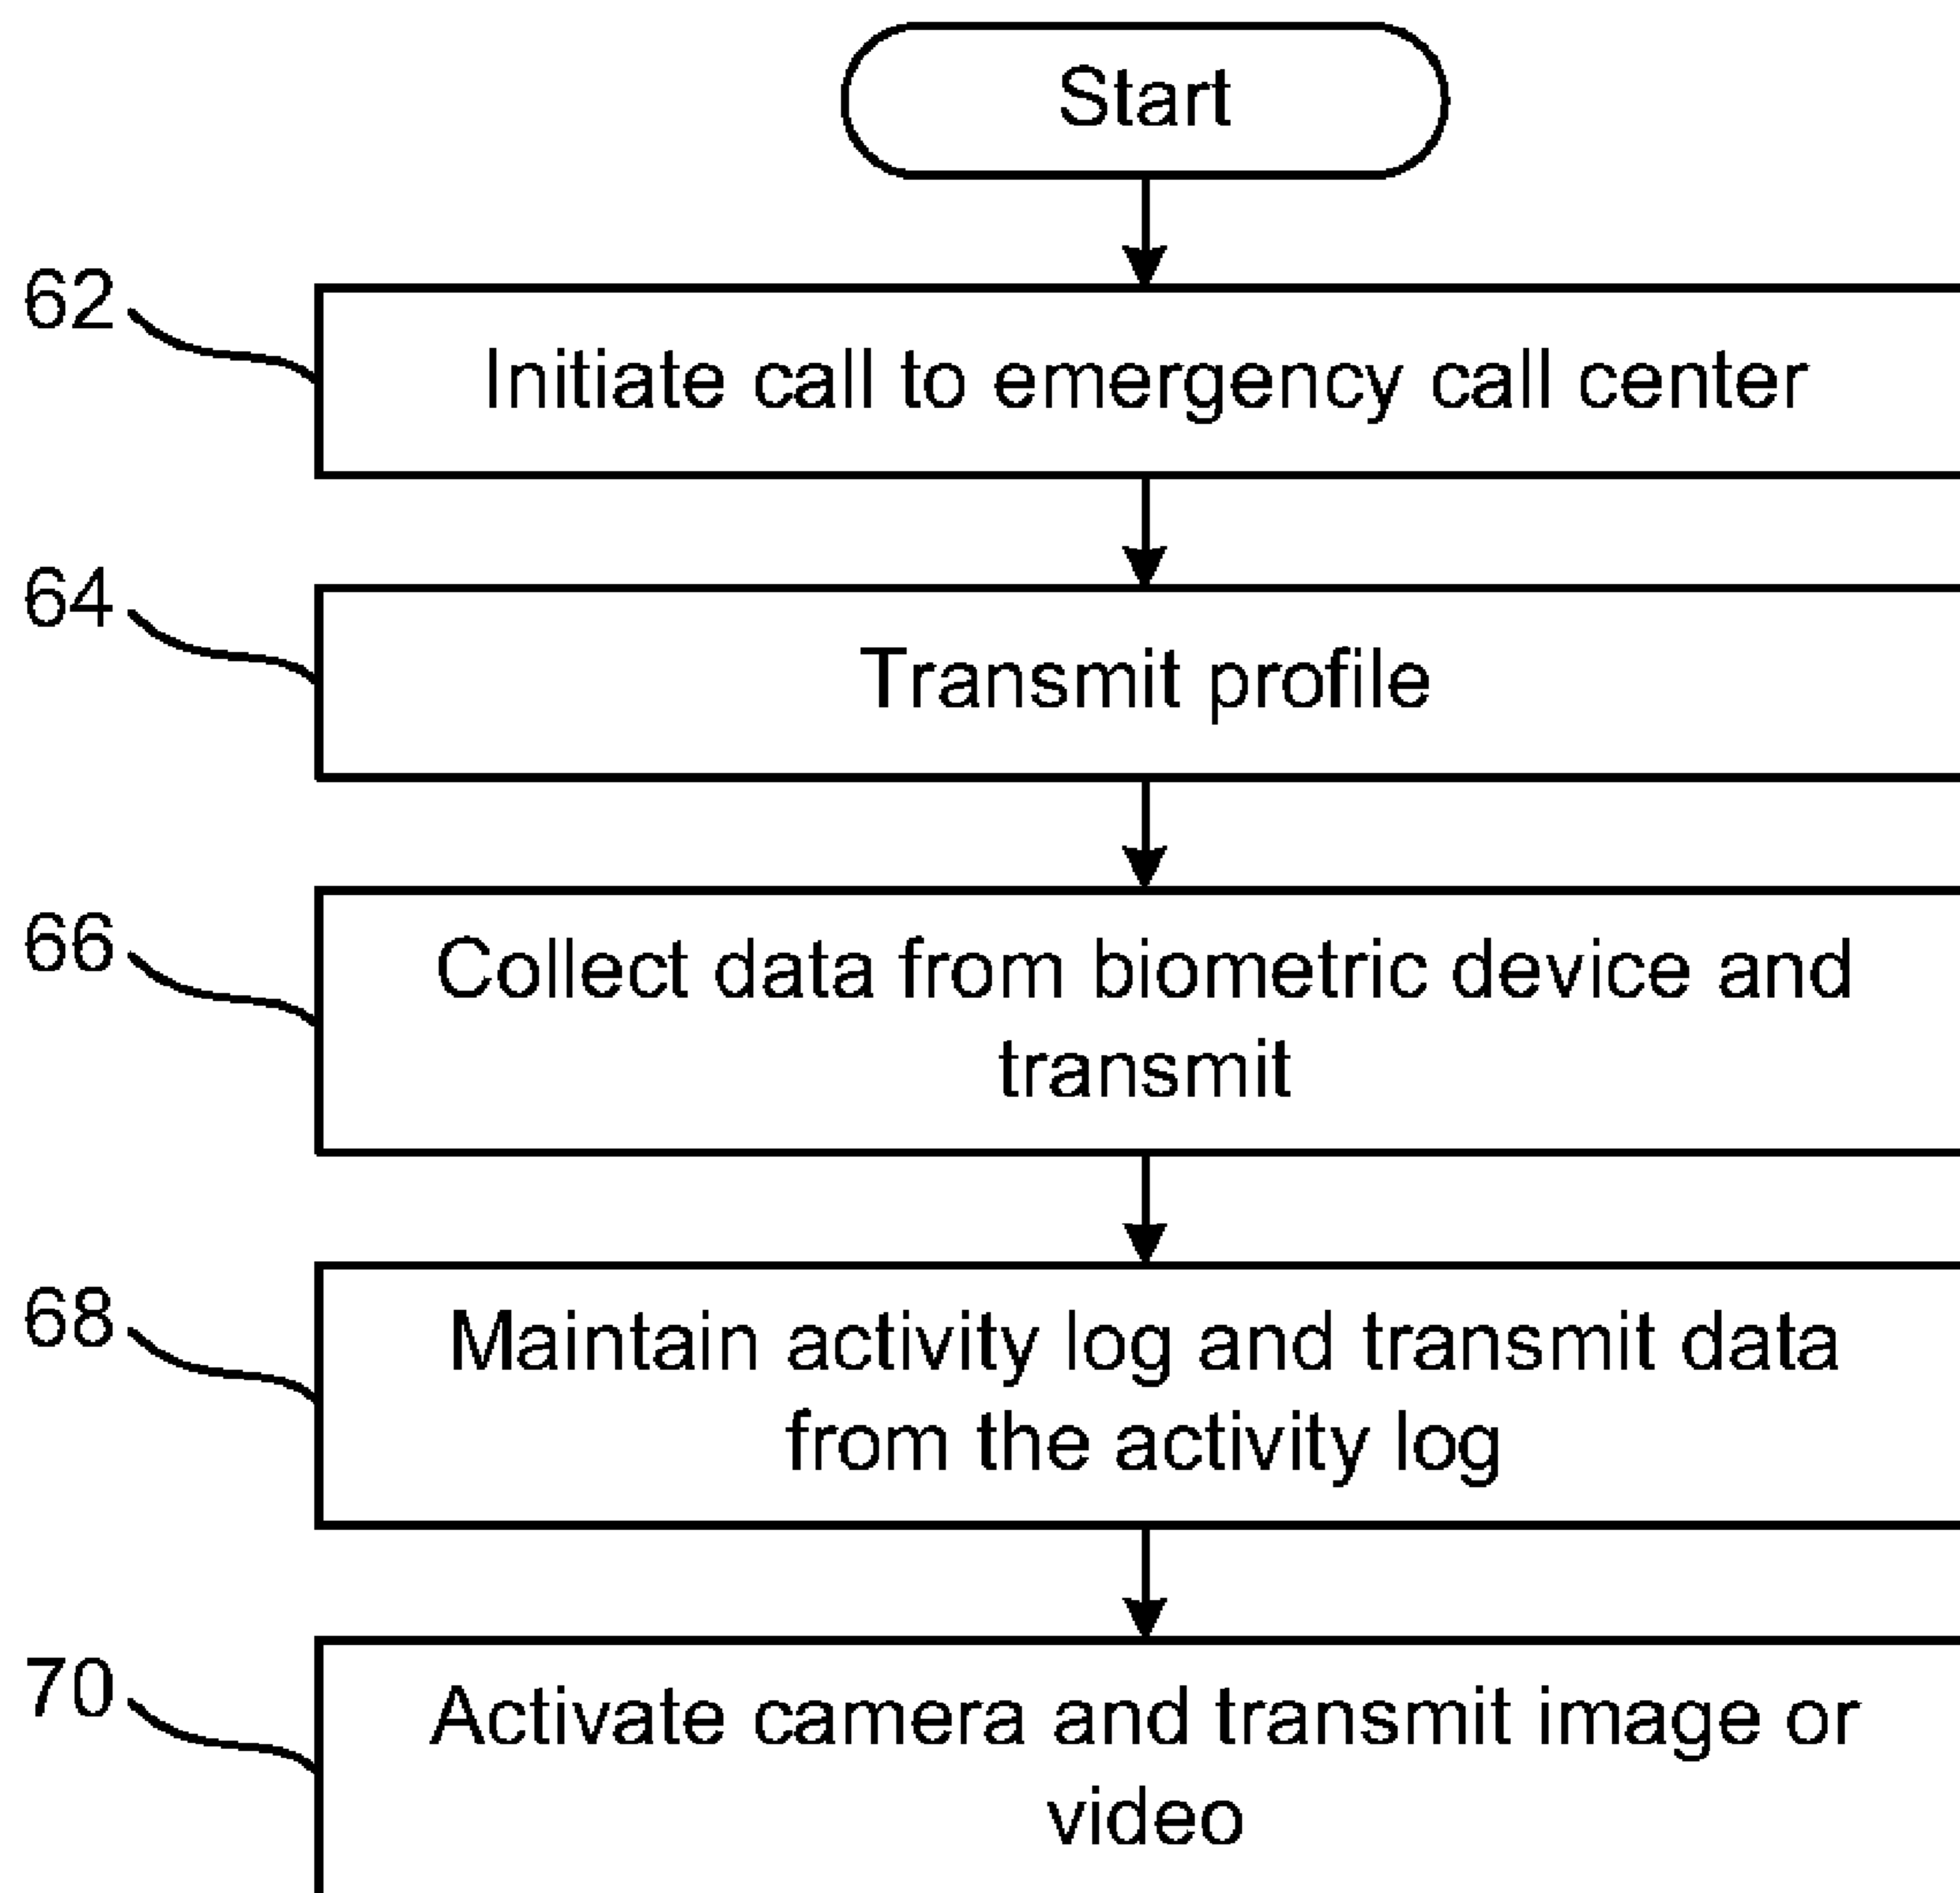 Start
62
Initiate call to emergency call center
64
Transmit profile
66
Collect data from biometric device and
transmit
68
Maintain activity log and transmit data
from the activity log
70
Activate camera and transmit image or
video